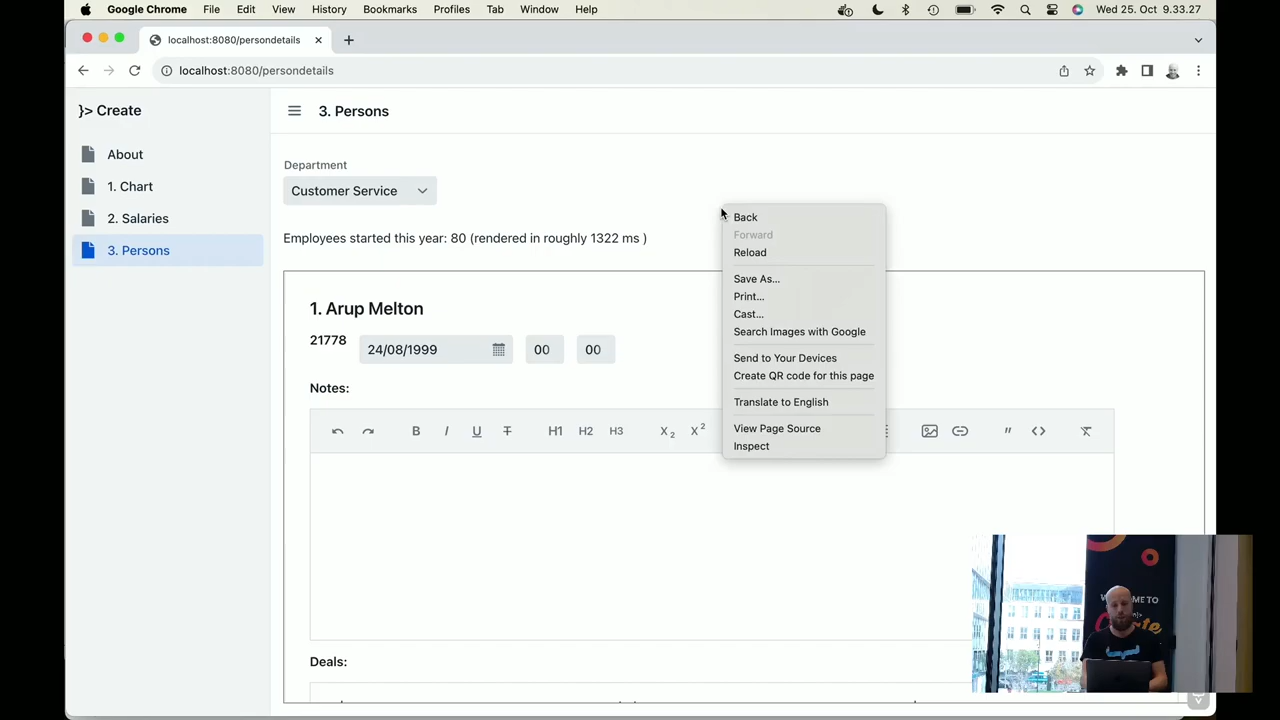 Google Chrome File Edit View History Bookmarks Profiles Tab Window Help Wed 25. Oct 9.33.27
localhost:8080/persondetails
localhost:8080/persondetails
}> Create
3. Persons
About
1. Chart
2. Salaries
3. Persons
Department
Customer Service
Employees started this year: 80 (rendered in roughly 1322 ms )
Back
Forward
Reload
Save As...
Print...
Cast...
Search Images with Google
Send to Your Devices
Create QR code for this page
Translate to English
View Page Source
Inspect
1. Arup Melton
21778 24/08/1999 00 00
Notes:
B I U T H1 H2 H3 X2 X2
Deals: